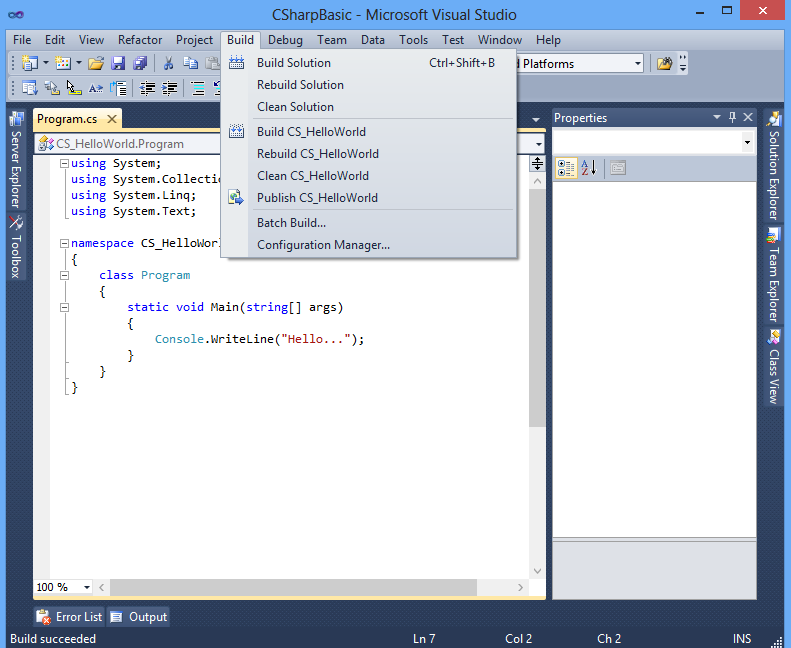 CSharpBasic - Microsoft Visual Studio
File Edit View Refactor Project Build Debug Team Data Tools Test Window Help
Build Solution Ctrl+Shift+B
Platforms
Rebuild Solution
Clean Solution
Build CS_HelloWorld
Rebuild CS_HelloWorld
Clean CS_HelloWorld
Publish CS_HelloWorld
Batch Build...
Configuration Manager...
Program.cs
CS_HelloWorld.Program
Server Explorer
Toolbox
using System;
using System.Collectio
using System.Linq;
using System.Text;
namespace CS_HelloWor
{
class Program
{
static void Main(string[] args)
{
Console.WriteLine("Hello...");
}
}
}
100 %
Properties
Solution Explorer
Team Explorer
Class View
Error List Output
Build succeeded Ln 7 Col 2 Ch 2 INS